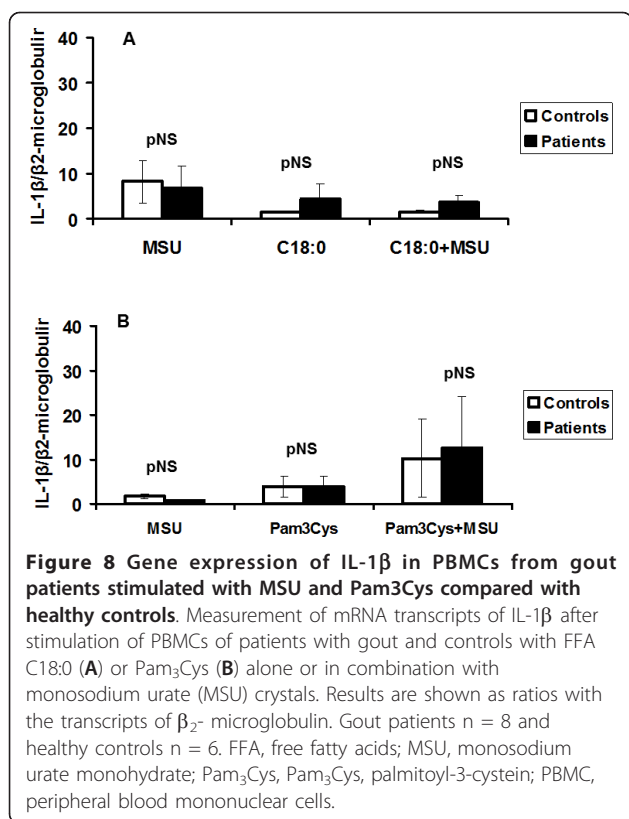 A
40
30
20
10
0
IL-1β/β2-microglobulir
pNS
pNS
pNS
MSU
C18:0
C18:0+MSU
Controls
Patients
B
40
30
20
10
0
IL-1β/β2-microglobulir
pNS
pNS
pNS
MSU
Pam3Cys
Pam3Cys+MSU
Controls
Patients
Figure 8 Gene expression of IL-1β in PBMCs from gout
patients stimulated with MSU and Pam3Cys compared with
healthy controls. Measurement of mRNA transcripts of IL-1β after
stimulation of PBMCs of patients with gout and controls with FFA
C18:0 (A) or Pam₃Cys (B) alone or in combination with
monosodium urate (MSU) crystals. Results are shown as ratios with
the transcripts of β₂- microglobulin. Gout patients n = 8 and
healthy controls n = 6. FFA, free fatty acids; MSU, monosodium
urate monohydrate; Pam₃Cys, Pam₃Cys, palmitoyl-3-cystein; PBMC,
peripheral blood mononuclear cells.